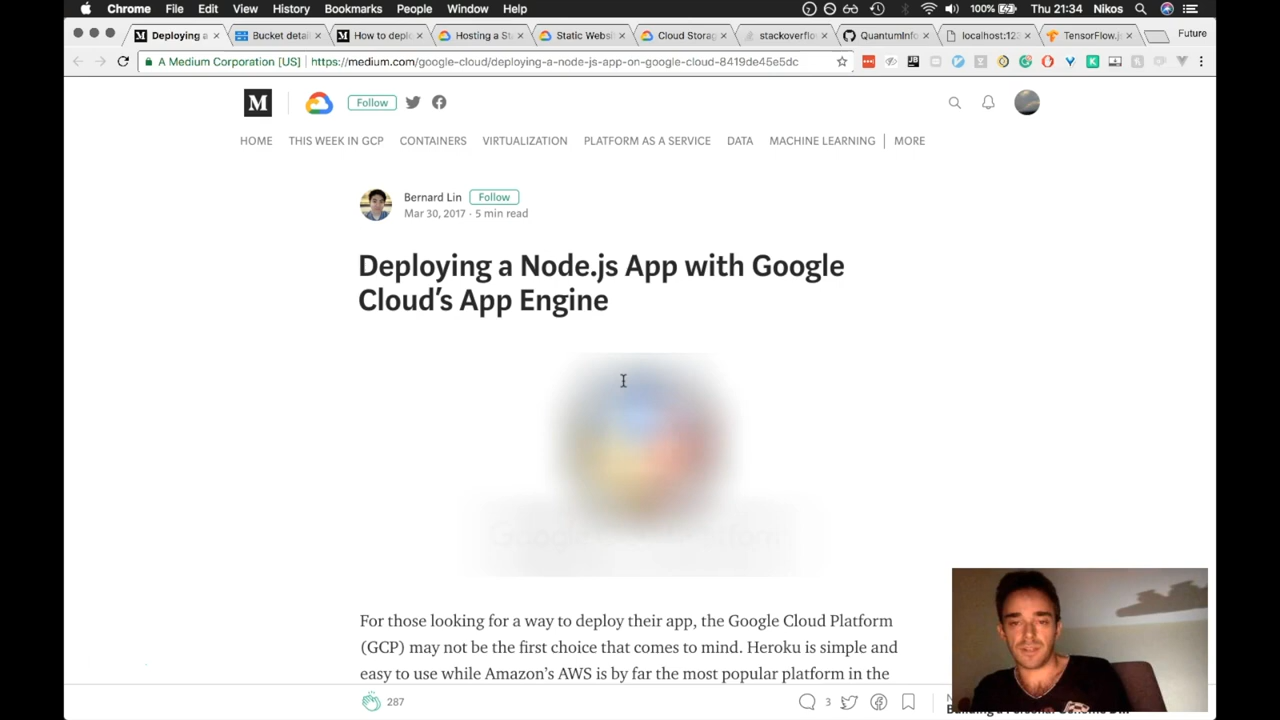 Chrome File Edit View History Bookmarks People Window Help 100% Thu 21:34 Nikos
Deploying a Bucket detail How to deplo Hosting a Sta Static Websi Cloud Storag stackoverflo QuantumInfo localhost:123 TensorFlow.js Future
A Medium Corporation [US] https://medium.com/google-cloud/deploying-a-node-js-app-on-google-cloud-8419de45e5dc
M Follow
HOME THIS WEEK IN GCP CONTAINERS VIRTUALIZATION PLATFORM AS A SERVICE DATA MACHINE LEARNING MORE
Bernard Lin Follow
Mar 30, 2017 · 5 min read
Deploying a Node.js App with Google
Cloud's App Engine
For those looking for a way to deploy their app, the Google Cloud Platform
(GCP) may not be the first choice that comes to mind. Heroku is simple and
easy to use while Amazon's AWS is by far the most popular platform in the
287 3